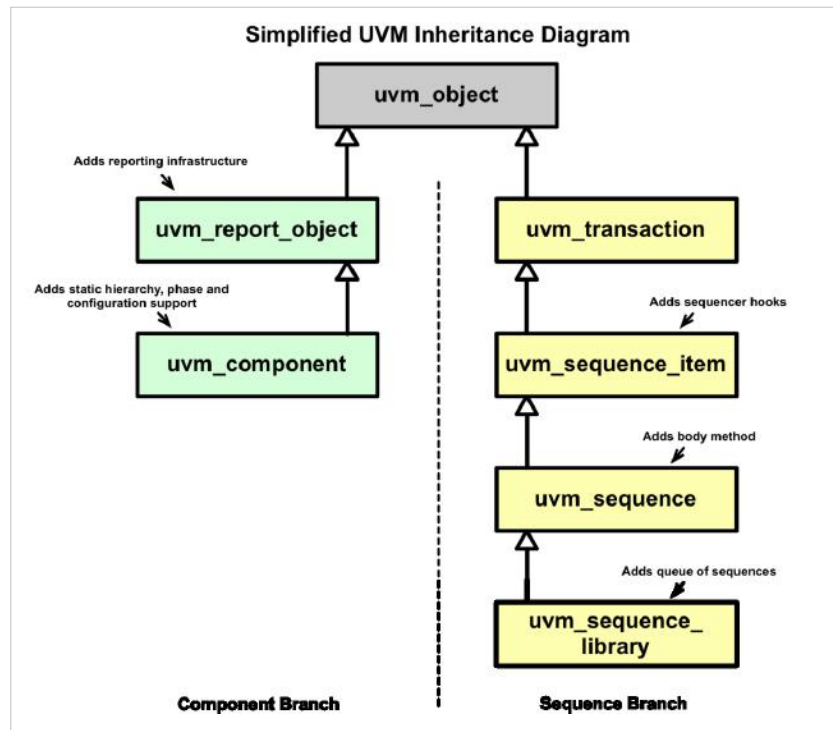 Simplified UVM Inheritance Diagram
uvm_object
Adds reporting infrastructure
uvm_report_object
uvm_transaction
Adds static hierarchy, phase and
configuration support
Adds sequencer hooks
uvm_component
uvm_sequence_item
Adds body method
uvm_sequence
Adds queue of sequences
uvm_sequence_
library
Component Branch
Sequence Branch